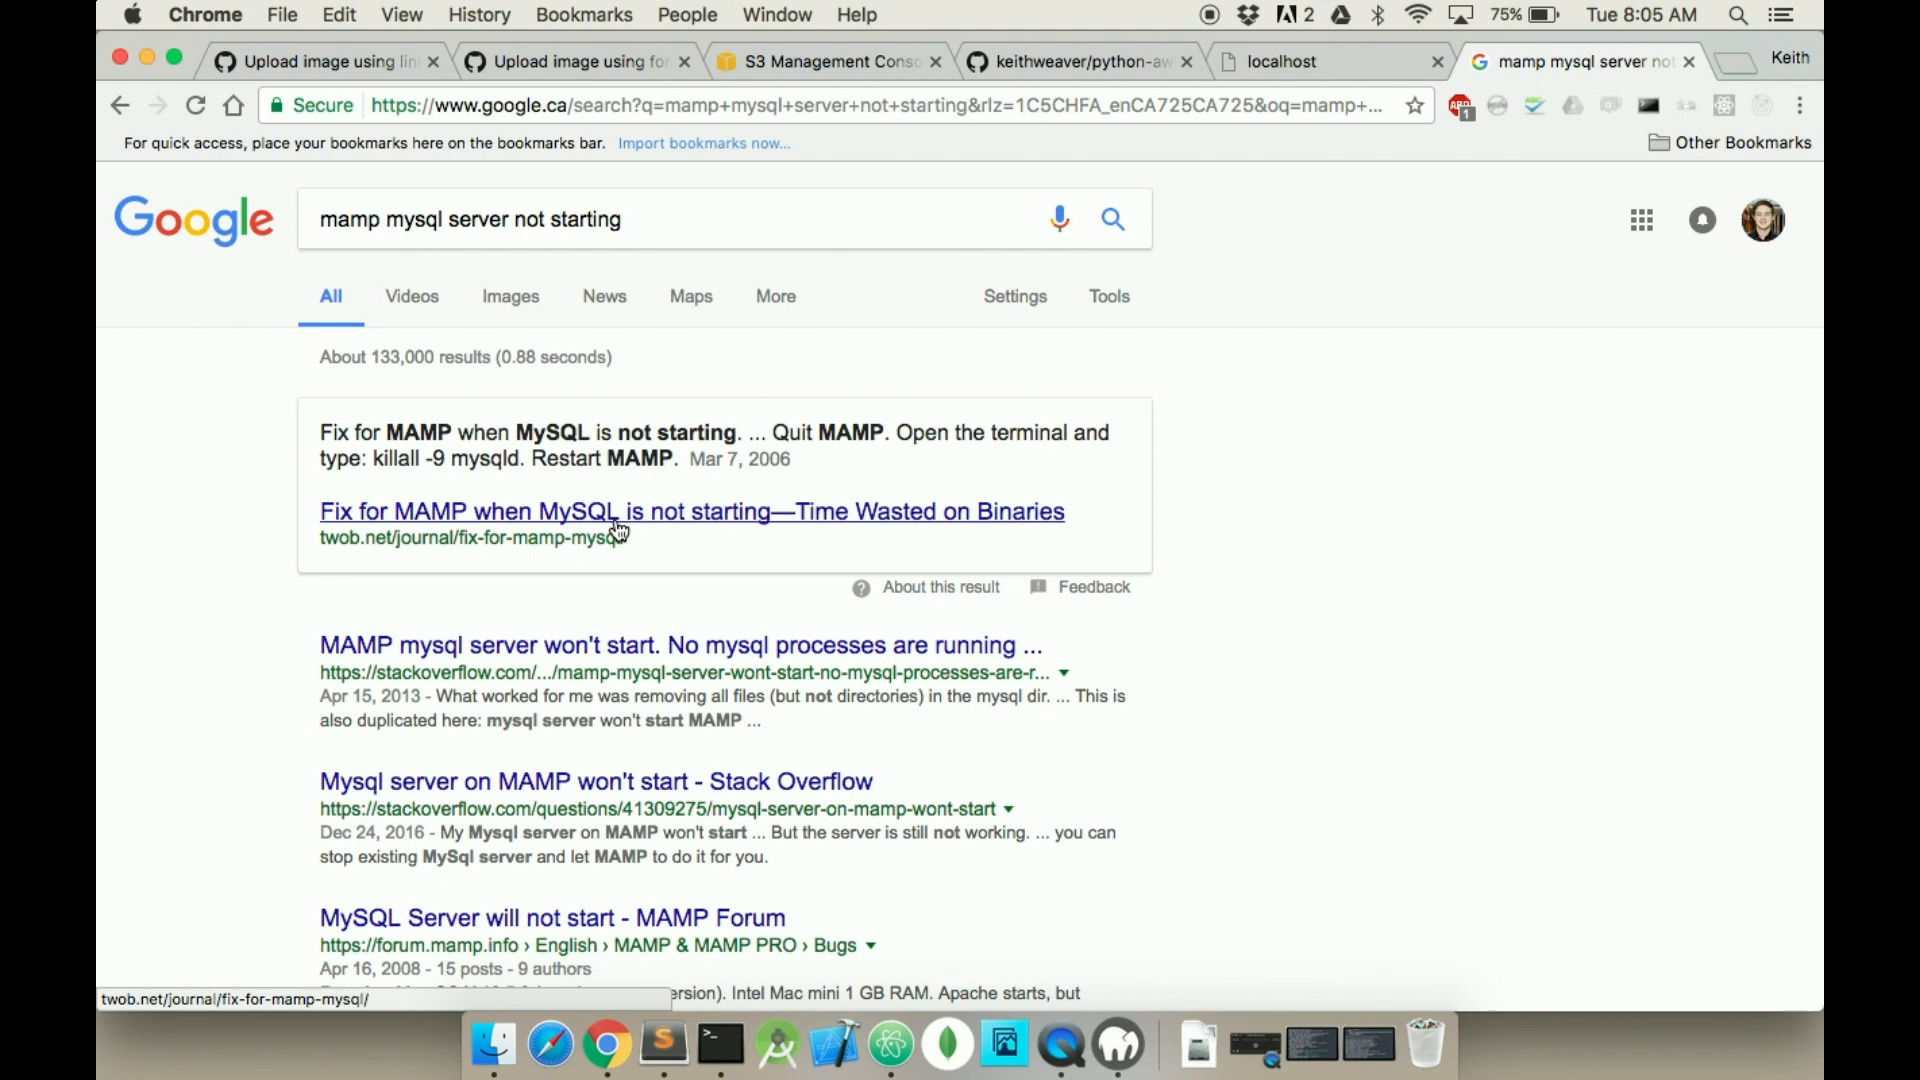 Chrome File Edit View History Bookmarks People Window Help 2 75% Tue 8:05 AM
Upload image using lin Upload image using for S3 Management Conso keithweaver/python-aw localhost mamp mysql server not Keith
Secure https://www.google.ca/search?q=mamp+mysql+server+not+starting&rlz=1C5CHFA_enCA725CA725&oq=mamp+... ABP 1
For quick access, place your bookmarks here on the bookmarks bar. Import bookmarks now... Other Bookmarks
Google mamp mysql server not starting
All Videos Images News Maps More Settings Tools
About 133,000 results (0.88 seconds)
Fix for MAMP when MySQL is not starting. ... Quit MAMP. Open the terminal and
type: killall -9 mysqld. Restart MAMP. Mar 7, 2006
Fix for MAMP when MySQL is not starting—Time Wasted on Binaries
twob.net/journal/fix-for-mamp-mysql
About this result Feedback
MAMP mysql server won't start. No mysql processes are running ...
https://stackoverflow.com/.../mamp-mysql-server-wont-start-no-mysql-processes-are-r...
Apr 15, 2013 - What worked for me was removing all files (but not directories) in the mysql dir. ... This is
also duplicated here: mysql server won't start MAMP ...
Mysql server on MAMP won't start - Stack Overflow
https://stackoverflow.com/questions/41309275/mysql-server-on-mamp-wont-start
Dec 24, 2016 - My Mysql server on MAMP won't start ... But the server is still not working. ... you can
stop existing MySql server and let MAMP to do it for you.
MySQL Server will not start - MAMP Forum
https://forum.mamp.info › English › MAMP & MAMP PRO › Bugs
Apr 16, 2008 - 15 posts - 9 authors
ersion). Intel Mac mini 1 GB RAM. Apache starts, but
twob.net/journal/fix-for-mamp-mysql/